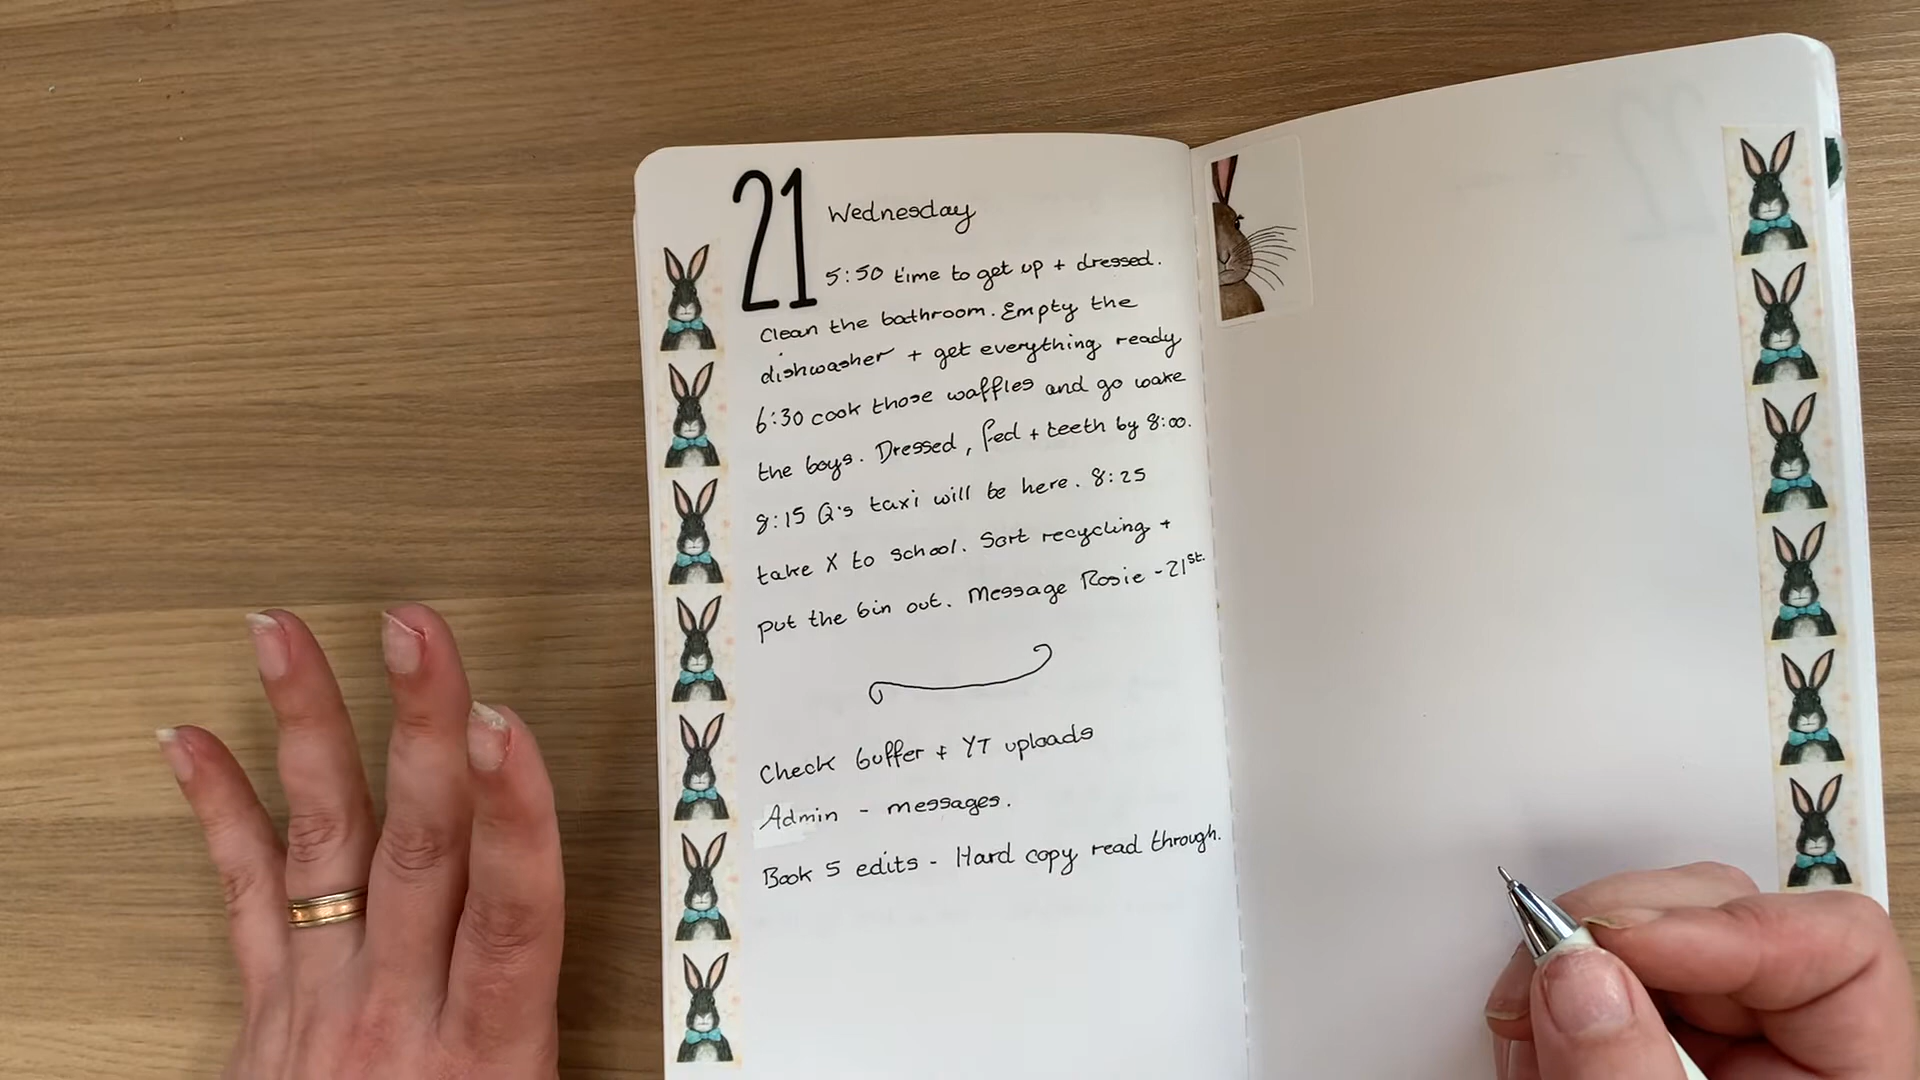 21 Wednesday
5:50 time to get up + dressed.
Clean the bathroom. Empty the
dishwasher + get everything ready
6:30 cook those waffles and go wake
the boys. Dressed, fed + teeth by 8:00.
8:15 Q's taxi will be here. 8:25
take X to school. Sort recycling +
put the bin out. Message Rosie - 21st.
Check buffer + YT uploads
Admin - messages.
Book 5 edits - Hard copy read through.
22